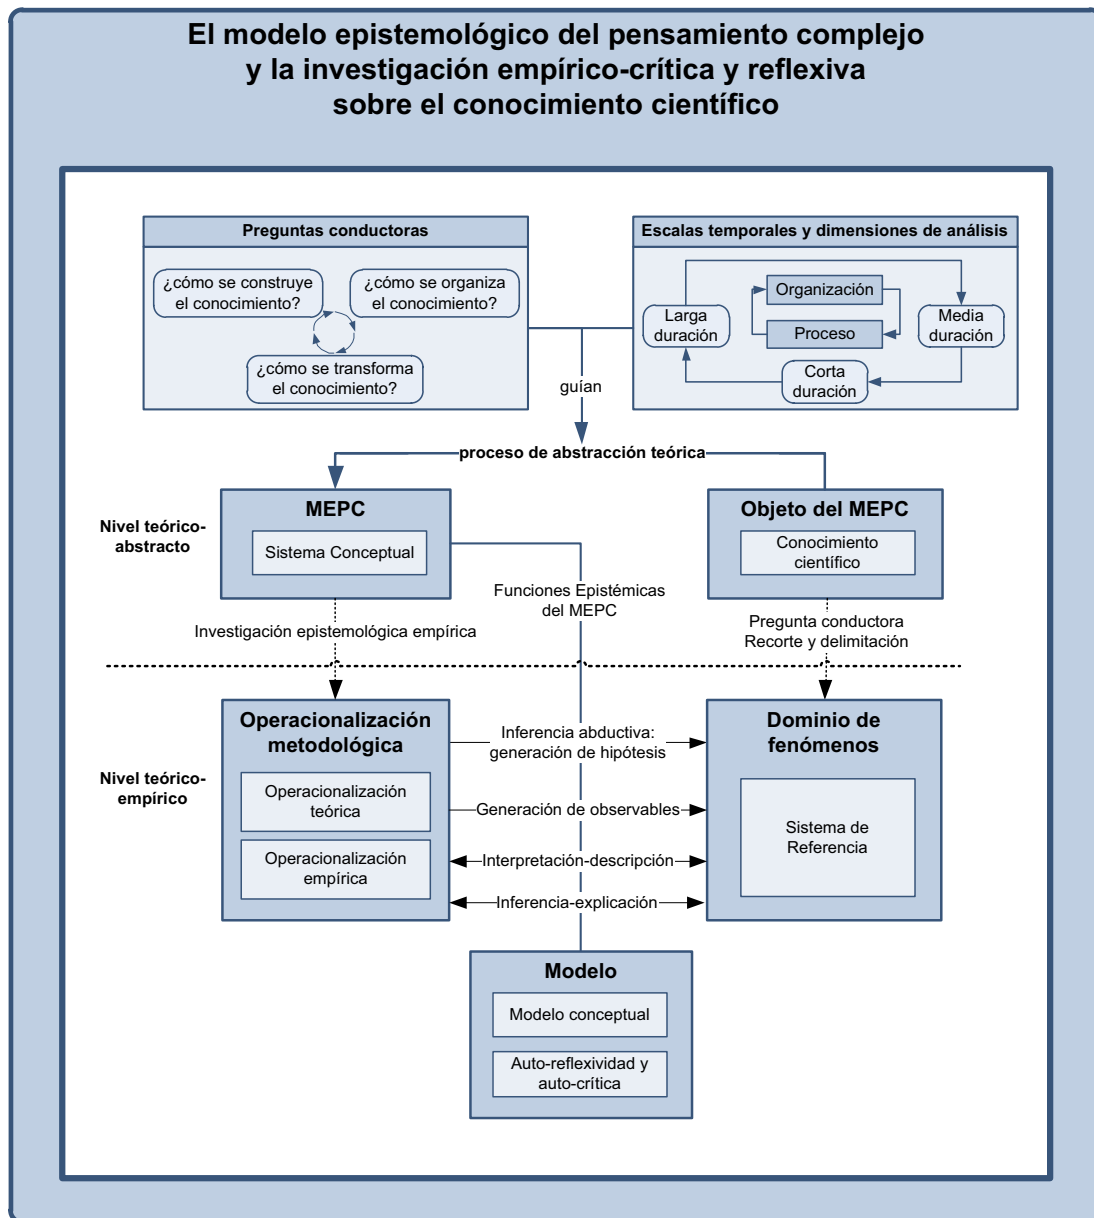 El modelo epistemológico del pensamiento complejo
y la investigación empírico-crítica y reflexiva
sobre el conocimiento científico
Preguntas conductoras
¿cómo se construye
el conocimiento?
¿cómo se organiza
el conocimiento?
¿cómo se transforma
el conocimiento?
Escalas temporales y dimensiones de análisis
Organización
Proceso
Larga
duración
Media
duración
Corta
duración
guían
proceso de abstracción teórica
Nivel teórico-
abstracto
MEPC
Sistema Conceptual
Objeto del MEPC
Conocimiento
científico
Funciones Epistémicas
del MEPC
Investigación epistemológica empírica
Pregunta conductora
Recorte y delimitación
Nivel teórico-
empírico
Operacionalización
metodológica
Operacionalización
teórica
Operacionalización
empírica
Inferencia abductiva:
generación de hipótesis
Generación de observables
Interpretación-descripción
Inferencia-explicación
Dominio de
fenómenos
Sistema de
Referencia
Modelo
Modelo conceptual
Auto-reflexividad y
auto-crítica